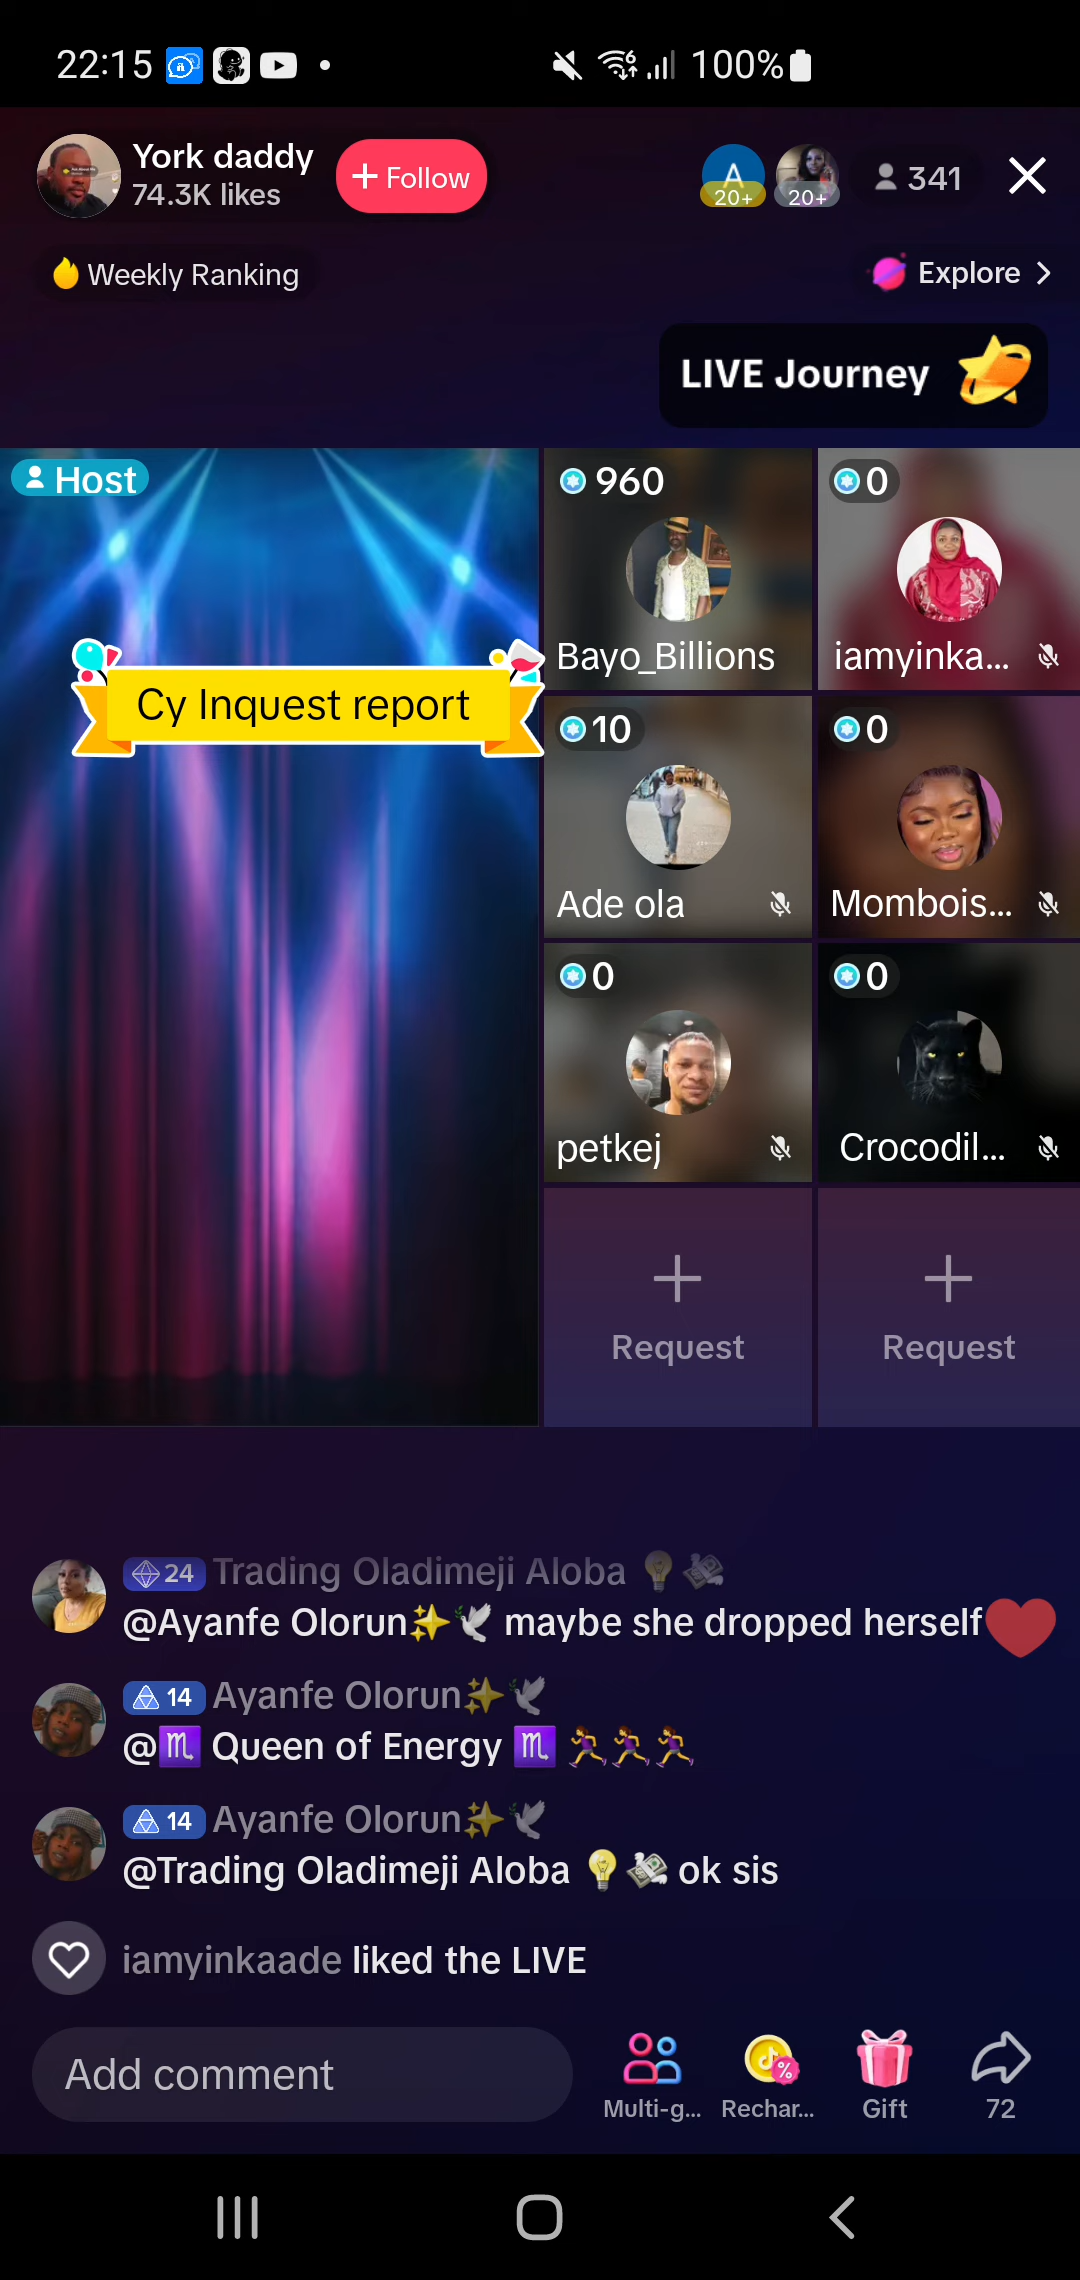 22:15
100%
York daddy
74.3K likes
+ Follow
A
20+
20+
341
Weekly Ranking
Explore
LIVE Journey
Host
960
0
Bayo_Billions
iamyinka...
Cy Inquest report
10
0
Ade ola
Mombois...
0
0
petkej
Crocodil...
Request
Request
24 Trading Oladimeji Aloba 💡💸
@Ayanfe Olorun✨🕊 maybe she dropped herself
14 Ayanfe Olorun✨🕊
@♏ Queen of Energy ♏ 🏃‍♀️🏃‍♀️🏃‍♀️
14 Ayanfe Olorun✨🕊
@Trading Oladimeji Aloba 💡💸 ok sis
iamyinkaade liked the LIVE
Add comment
Multi-g...
Rechar...
Gift
72